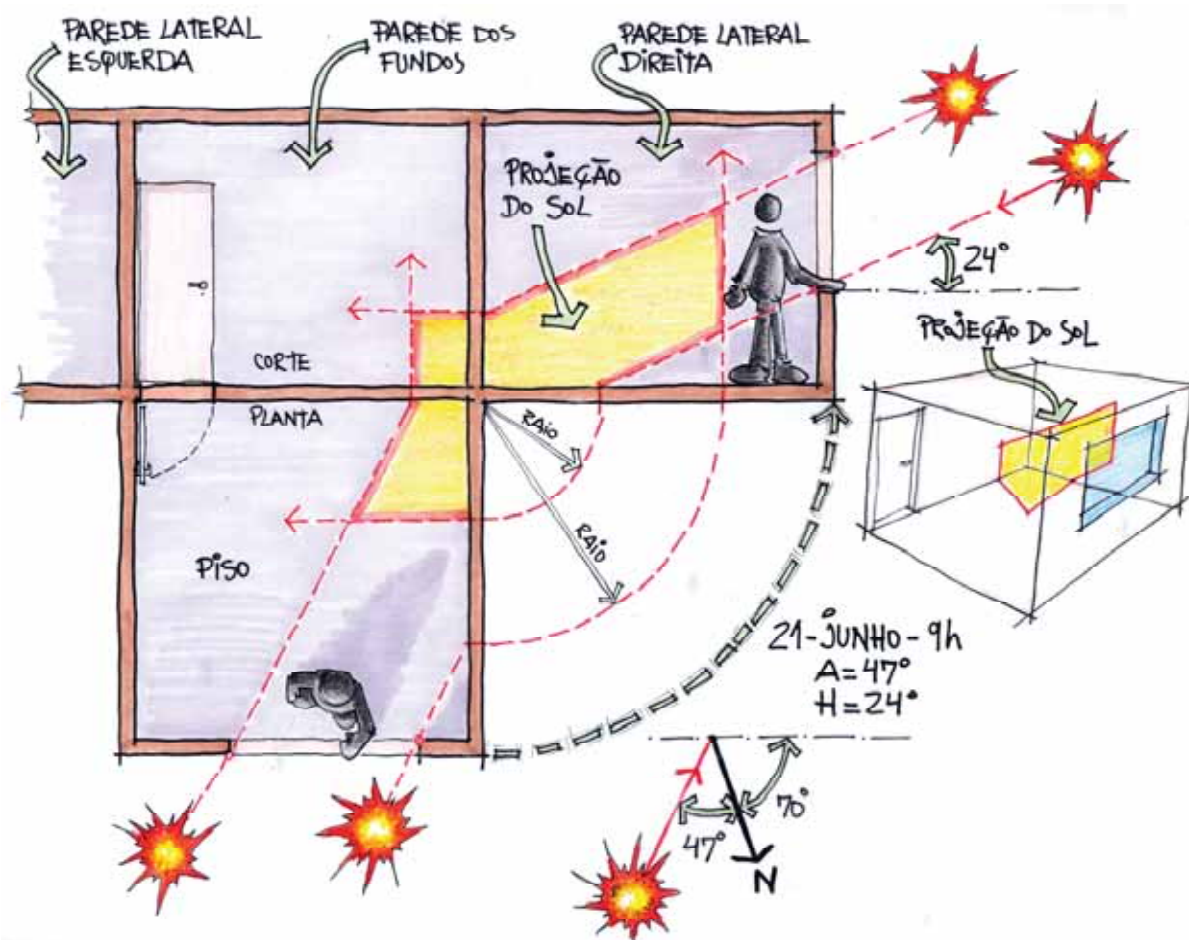 PAREDE LATERAL
ESQUERDA
PAREDE DOS
FUNDOS
PAREDE LATERAL
DIREITA
PROJEÇÃO
DO SOL
24°
PROJEÇÃO DO SOL
CORTE
PLANTA
RAIO
RAIO
PISO
21-JUNHO-9h
A=47°
H=24°
70°
47°
N